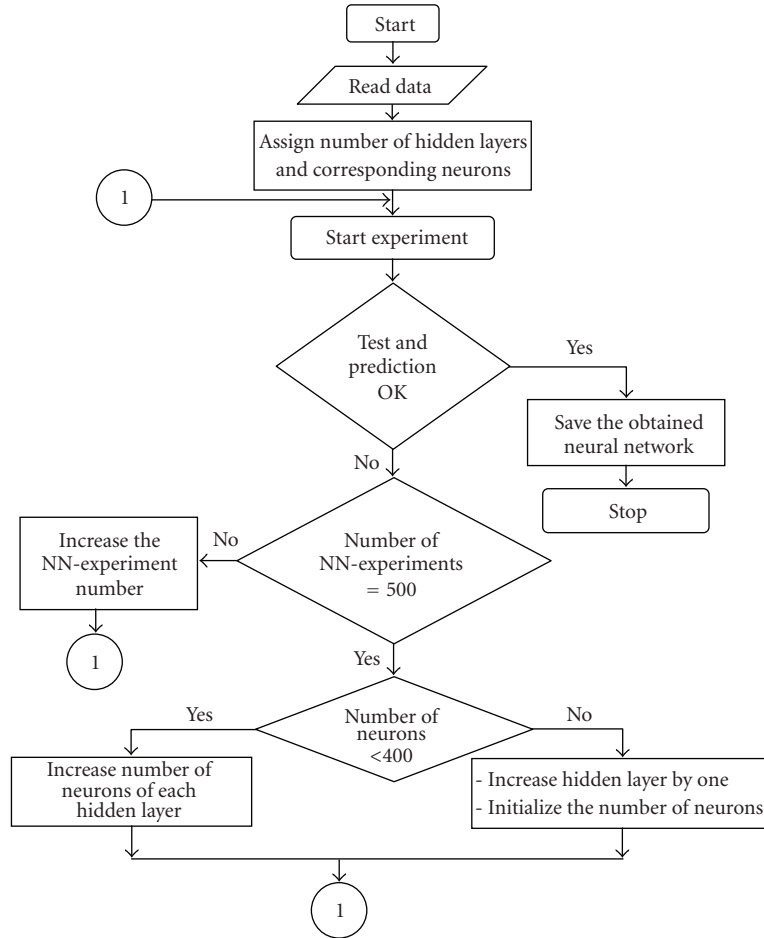 Start
Read data
Assign number of hidden layers
and corresponding neurons
1
Start experiment
Test and
prediction
OK
Yes
Save the obtained
neural network
Stop
No
Number of
NN-experiments
= 500
No
Increase the
NN-experiment
number
1
Yes
Number of
neurons
<400
Yes
No
Increase number of
neurons of each
hidden layer
- Increase hidden layer by one
- Initialize the number of neurons
1